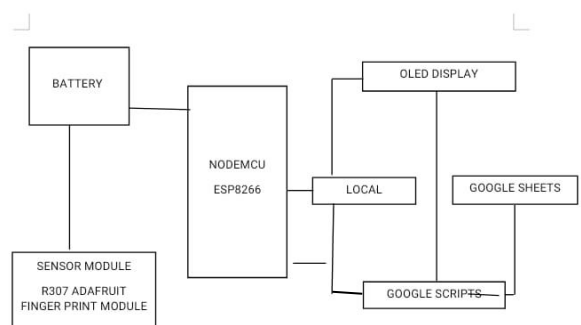 OLED DISPLAY
BATTERY
NODEMCU
ESP8266
LOCAL
GOOGLE SHEETS
SENSOR MODULE
R307 ADAFRUIT
FINGER PRINT MODULE
GOOGLE SCRIPTS